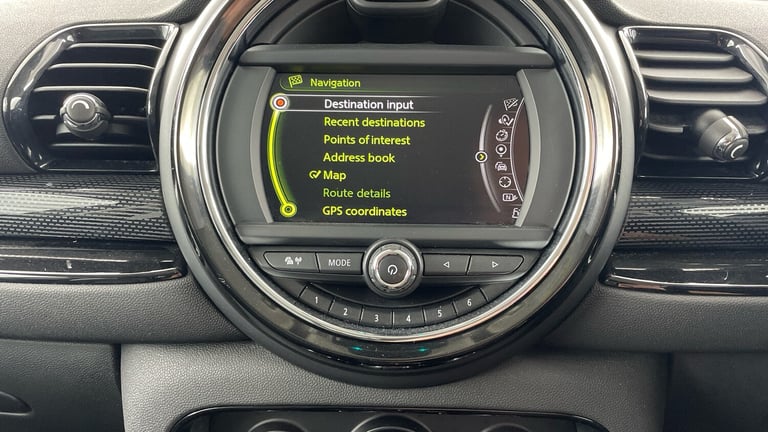 Navigation
Destination input
Recent destinations
Points of interest
Address book
Map
Route details
GPS coordinates
N
MODE
1 2 3 4 5 6